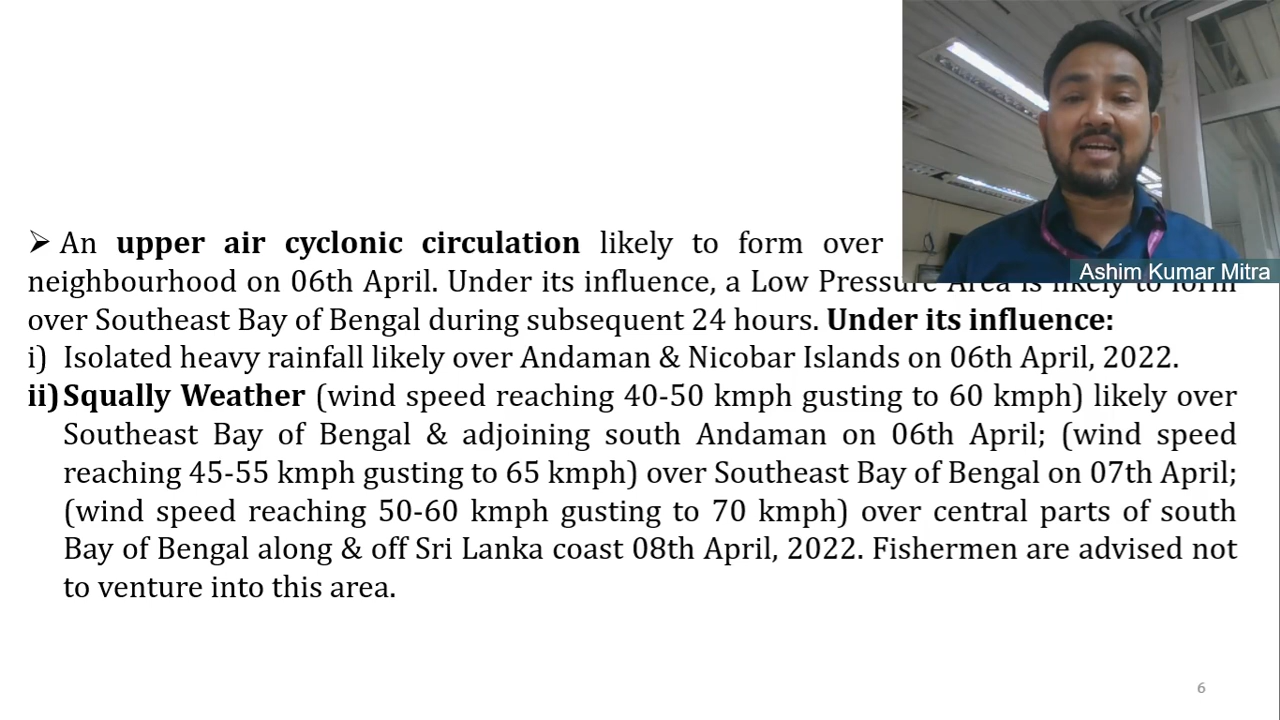 ➢ An upper air cyclonic circulation likely to form over
neighbourhood on 06th April. Under its influence, a Low Pressure Area is likely to form
over Southeast Bay of Bengal during subsequent 24 hours. Under its influence:
i) Isolated heavy rainfall likely over Andaman & Nicobar Islands on 06th April, 2022.
ii) Squally Weather (wind speed reaching 40-50 kmph gusting to 60 kmph) likely over
Southeast Bay of Bengal & adjoining south Andaman on 06th April; (wind speed
reaching 45-55 kmph gusting to 65 kmph) over Southeast Bay of Bengal on 07th April;
(wind speed reaching 50-60 kmph gusting to 70 kmph) over central parts of south
Bay of Bengal along & off Sri Lanka coast 08th April, 2022. Fishermen are advised not
to venture into this area.
Ashim Kumar Mitra
6